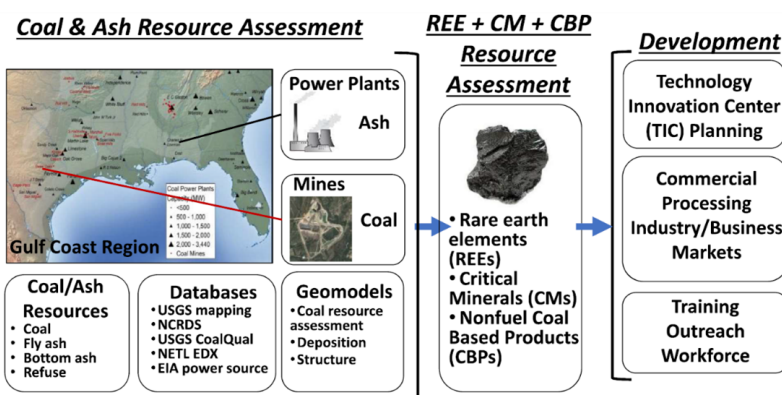 Coal & Ash Resource Assessment
Power Plants
Ash
Mines
Coal
Coal Power Plants
Capacity (MW)
<500
500 - 1,000
1,000 - 1,500
1,500 - 2,000
2,000 - 3,440
Coal Mines
Gulf Coast Region
Coal/Ash
Resources
• Coal
• Fly ash
• Bottom ash
• Refuse
Databases
• USGS mapping
• NCRDS
• USGS CoalQual
• NETL EDX
• EIA power source
Geomodels
• Coal resource
assessment
• Deposition
• Structure
REE + CM + CBP
Resource
Assessment
• Rare earth
elements
(REEs)
• Critical
Minerals (CMs)
• Nonfuel Coal
Based Products
(CBPs)
Development
Technology
Innovation Center
(TIC) Planning
Commercial
Processing
Industry/Business
Markets
Training
Outreach
Workforce